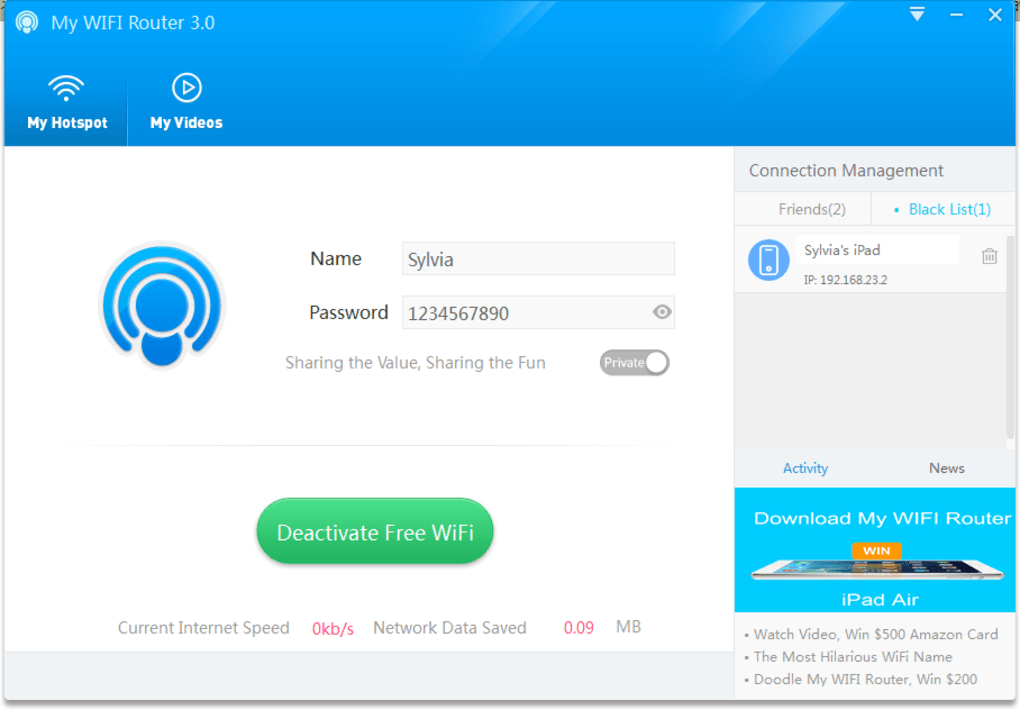 My WIFI Router 3.0
My Hotspot
My Videos
Name
Sylvia
Password
1234567890
Sharing the Value, Sharing the Fun
Private
Deactivate Free WiFi
Current Internet Speed 0kb/s Network Data Saved 0.09 MB
Connection Management
Friends(2)
• Black List(1)
Sylvia's iPad
IP: 192.168.23.2
Activity
News
Download My WIFI Router
WIN
iPad Air
• Watch Video, Win $500 Amazon Card
• The Most Hilarious WiFi Name
• Doodle My WIFI Router, Win $200